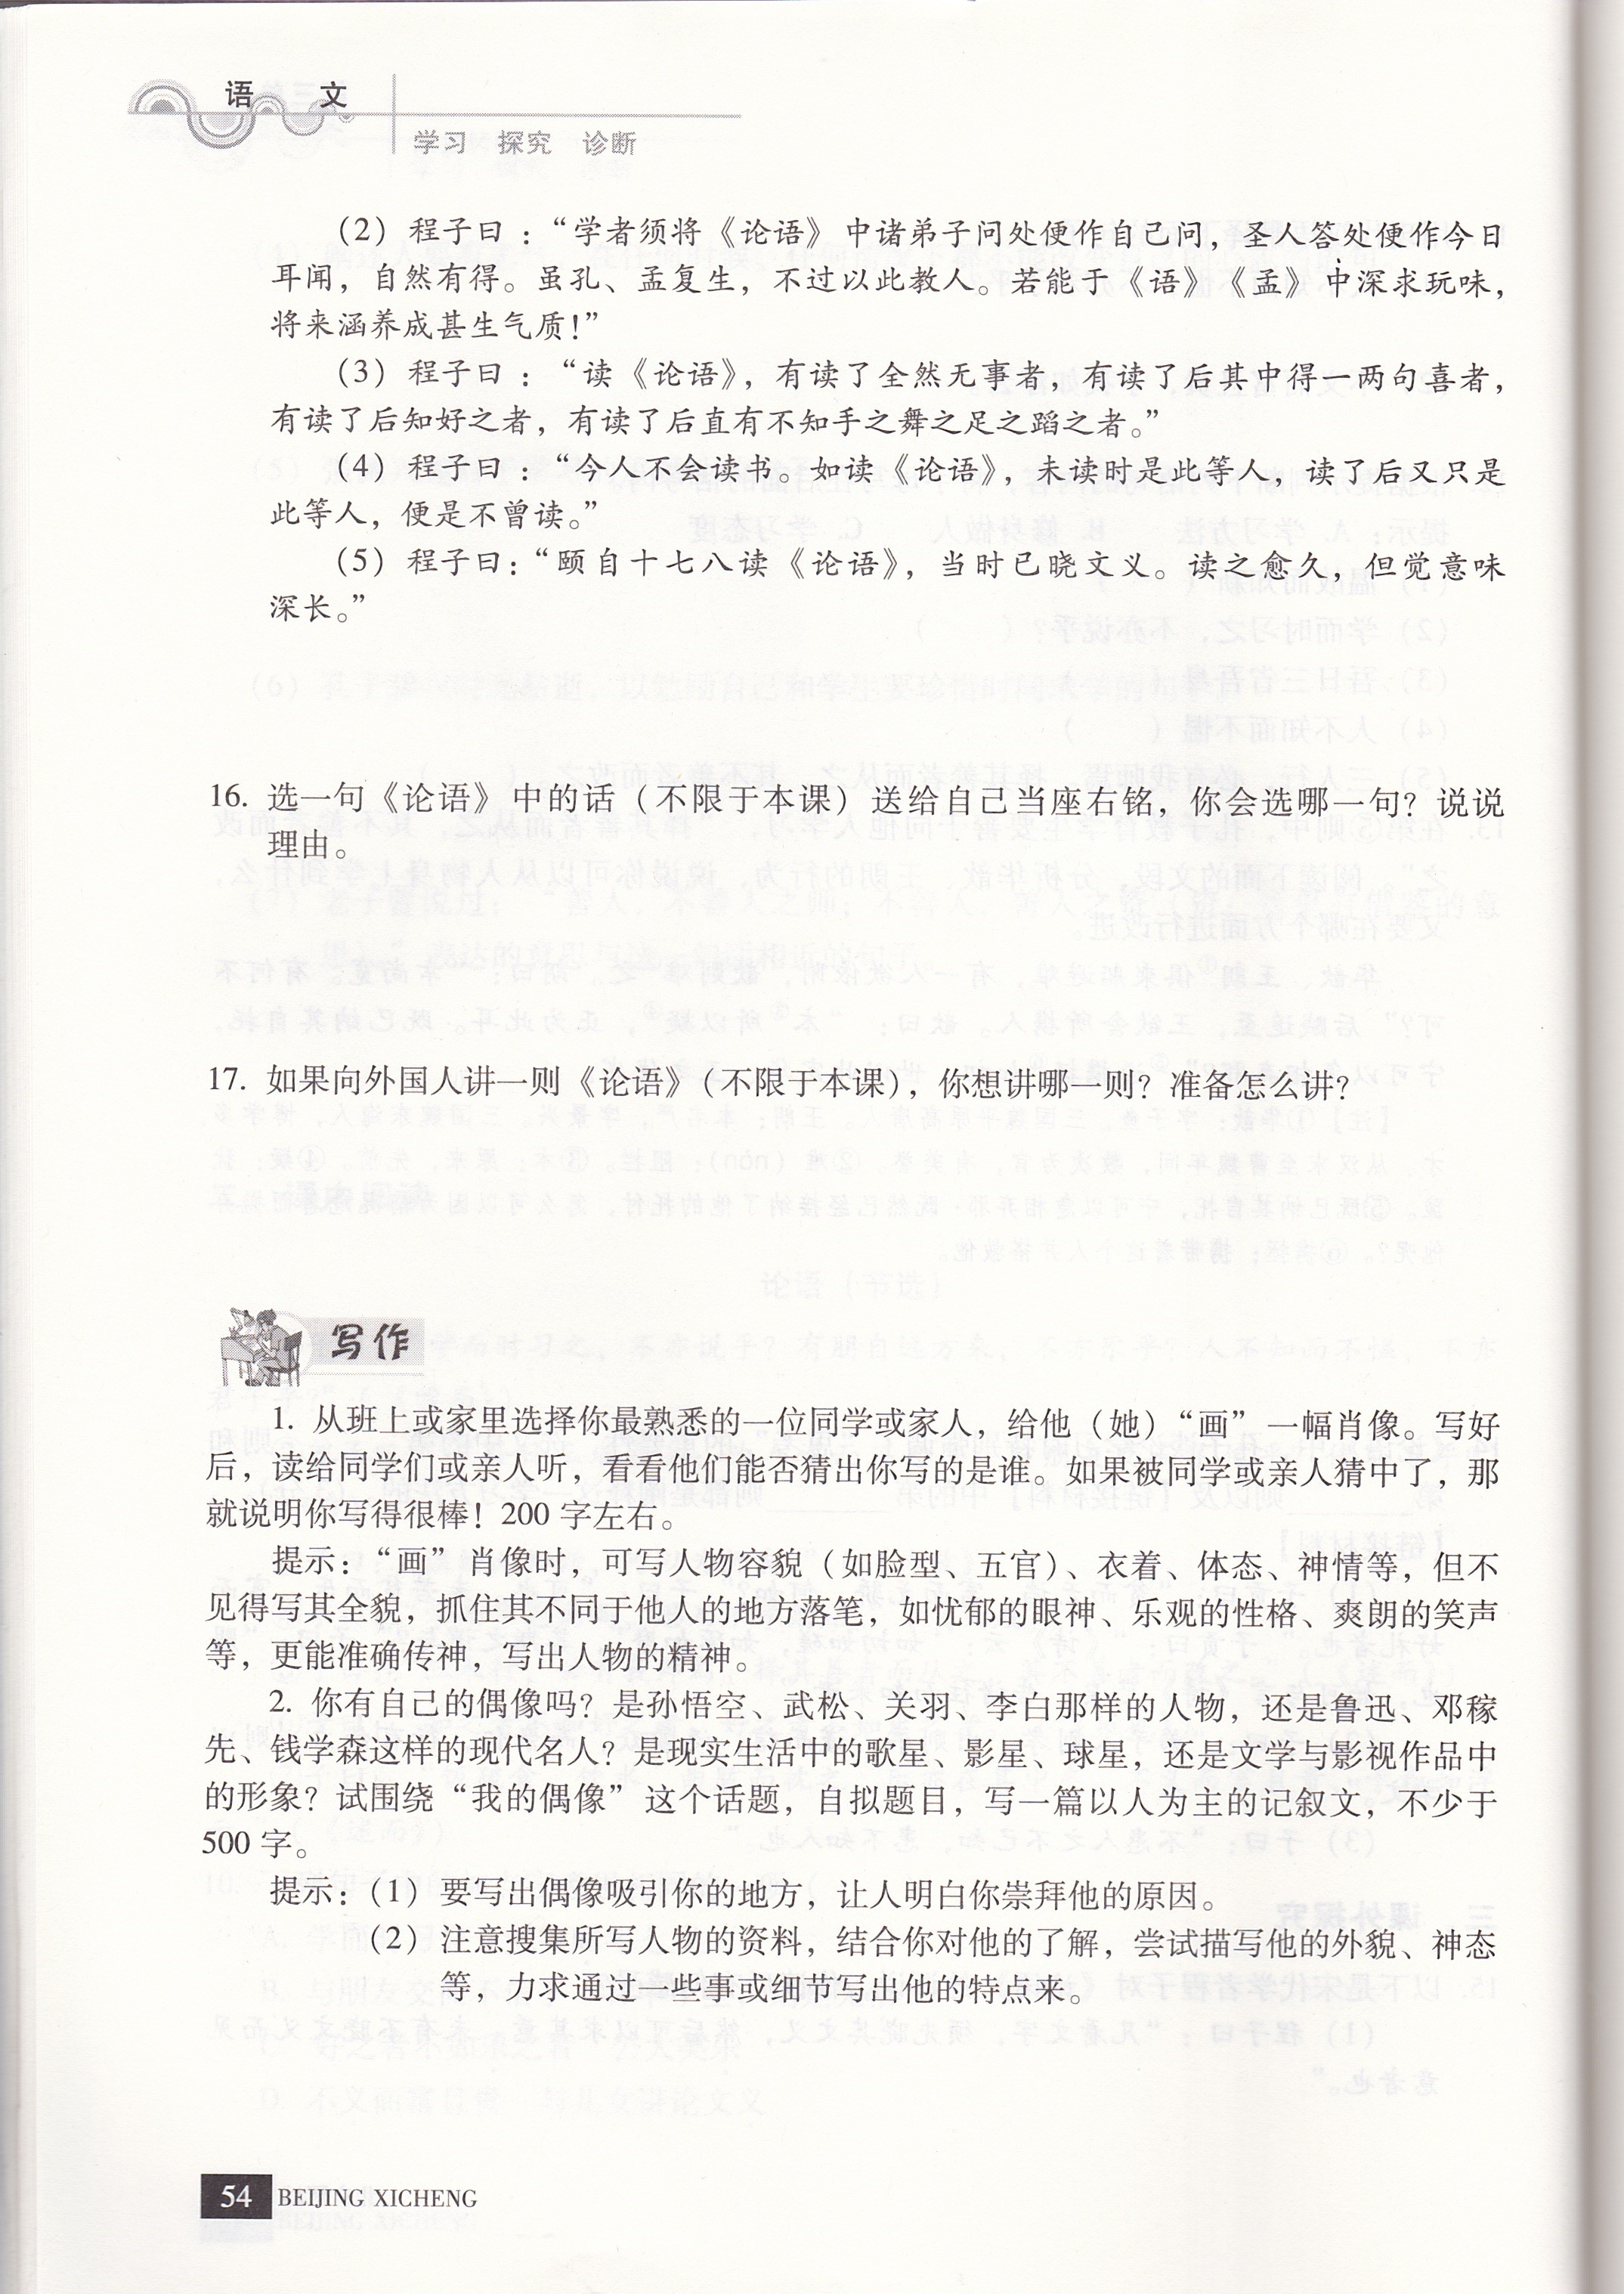 语 文
学习 探究 诊断
（2）程子曰：“学者须将《论语》中诸弟子问处便作自己问，圣人答处便作今日
耳闻，自然有得。虽孔、孟复生，不过以此教人。若能于《语》《孟》中深求玩味，
将来涵养成甚生气质！”
（3）程子曰：“读《论语》，有读了全然无事者，有读了后其中得一两句喜者，
有读了后知好之者，有读了后直有不知手之舞之足之蹈之者。”
（4）程子曰：“今人不会读书。如读《论语》，未读时是此等人，读了后又只是
此等人，便是不曾读。”
（5）程子曰：“颐自十七八读《论语》，当时已晓文义。读之愈久，但觉意味
深长。”
16. 选一句《论语》中的话（不限于本课）送给自己当座右铭，你会选哪一句？说说
理由。
17. 如果向外国人讲一则《论语》（不限于本课），你想讲哪一则？准备怎么讲？
写作
1. 从班上或家里选择你最熟悉的一位同学或家人，给他（她）“画”一幅肖像。写好
后，读给同学们或亲人听，看看他们能否猜出你写的是谁。如果被同学或亲人猜中了，那
就说明你写得很棒！200 字左右。
提示：“画”肖像时，可写人物容貌（如脸型、五官）、衣着、体态、神情等，但不
见得写其全貌，抓住其不同于他人的地方落笔，如忧郁的眼神、乐观的性格、爽朗的笑声
等，更能准确传神，写出人物的精神。
2. 你有自己的偶像吗？是孙悟空、武松、关羽、李白那样的人物，还是鲁迅、邓稼
先、钱学森这样的现代名人？是现实生活中的歌星、影星、球星，还是文学与影视作品中
的形象？试围绕“我的偶像”这个话题，自拟题目，写一篇以人为主的记叙文，不少于
500 字。
提示：（1）要写出偶像吸引你的地方，让人明白你崇拜他的原因。
（2）注意搜集所写人物的资料，结合你对他的了解，尝试描写他的外貌、神态
等，力求通过一些事或细节写出他的特点来。
54 BEIJING XICHENG